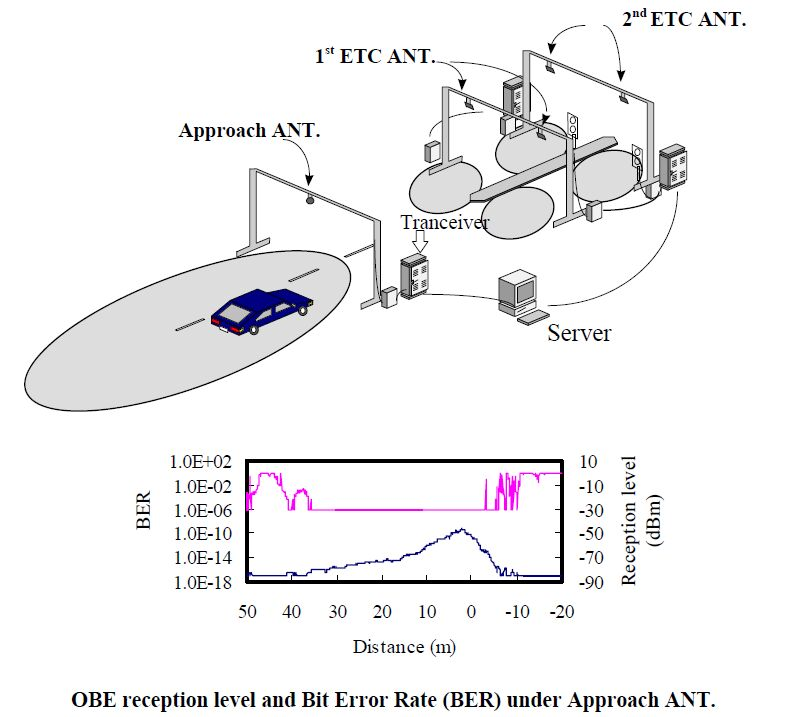 2nd ETC ANT.
1st ETC ANT.
Approach ANT.
Tranceiver
Server
1.0E+02
1.0E-02
1.0E-06
1.0E-10
1.0E-14
1.0E-18
BER
10
-10
-30
-50
-70
-90
Reception level
(dBm)
50 40 30 20 10 0 -10 -20
Distance (m)
OBE reception level and Bit Error Rate (BER) under Approach ANT.